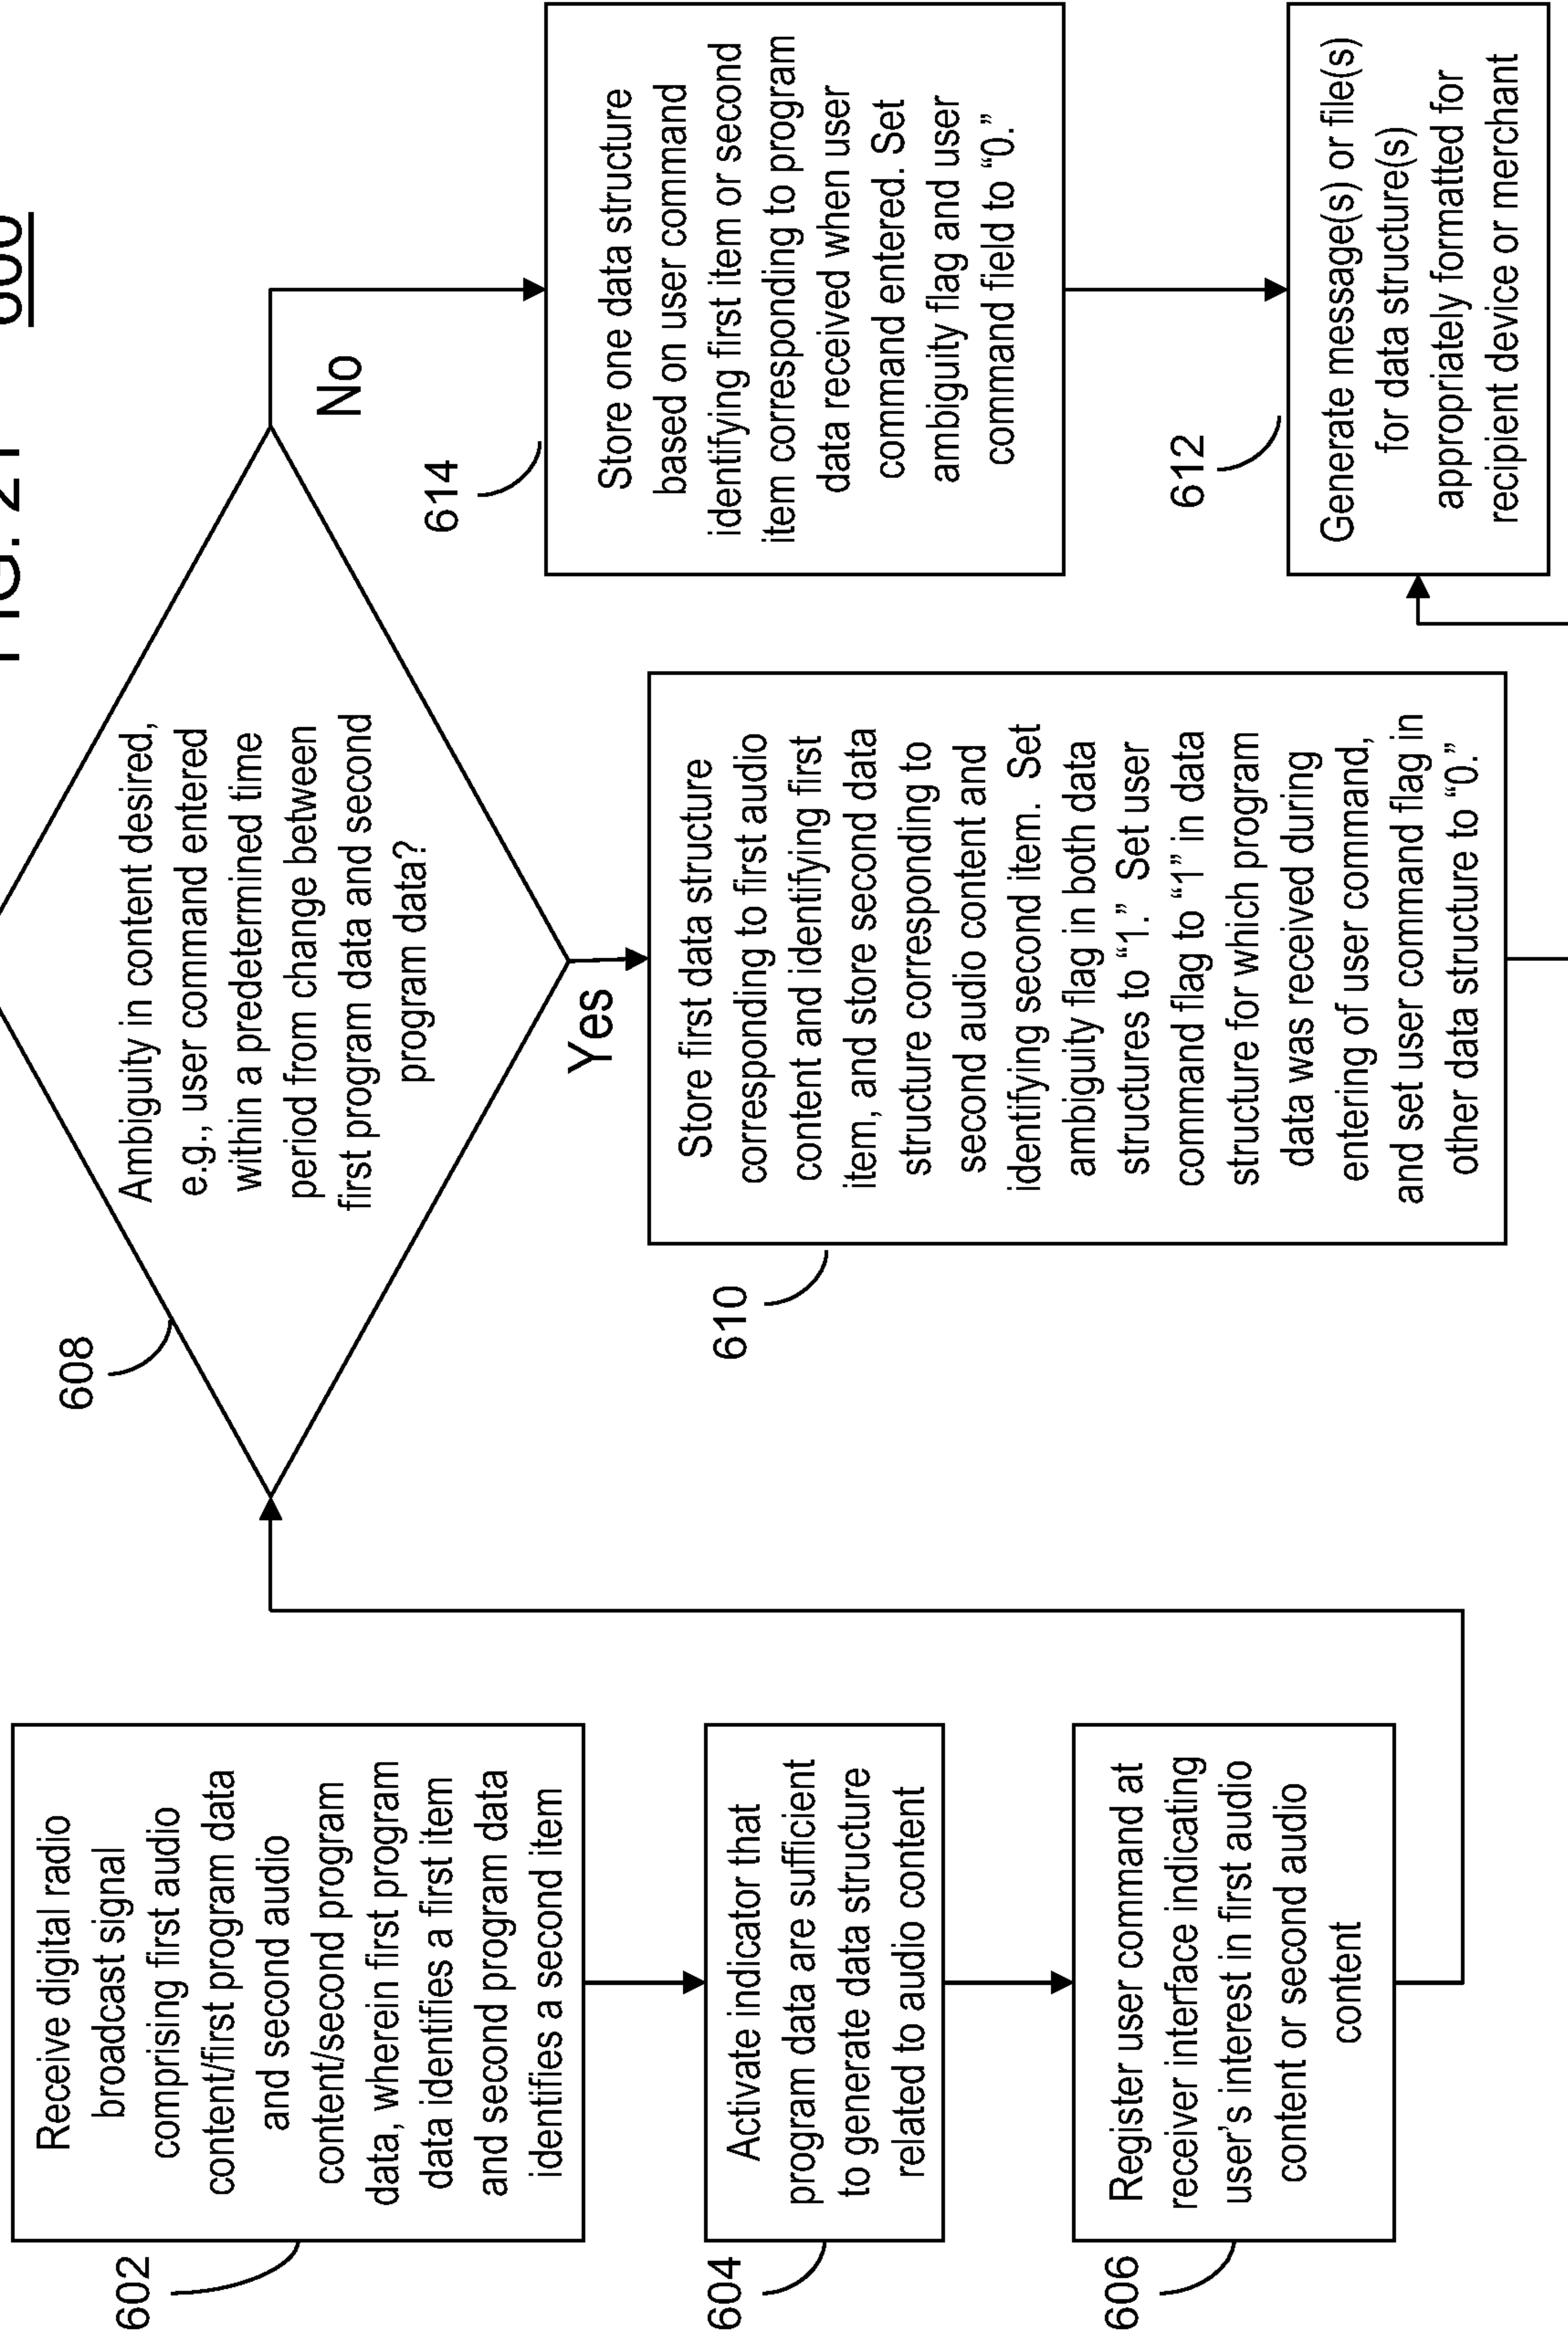 FIG. 21
600
602
Receive digital radio
broadcast signal
comprising first audio
content/first program data
and second audio
content/second program
data, wherein first program
data identifies a first item
and second program data
identifies a second item
604
Activate indicator that
program data are sufficient
to generate data structure
related to audio content
606
Register user command at
receiver interface indicating
user's interest in first audio
content or second audio
content
608
Ambiguity in content desired,
e.g., user command entered
within a predetermined time
period from change between
first program data and second
program data?
Yes
No
610
Store first data structure
corresponding to first audio
content and identifying first
item, and store second data
structure corresponding to
second audio content and
identifying second item. Set
ambiguity flag in both data
structures to “1.” Set user
command flag to “1” in data
structure for which program
data was received during
entering of user command,
and set user command flag in
other data structure to “0.”
614
Store one data structure
based on user command
identifying first item or second
item corresponding to program
data received when user
command entered. Set
ambiguity flag and user
command field to “0.”
612
Generate message(s) or file(s)
for data structure(s)
appropriately formatted for
recipient device or merchant